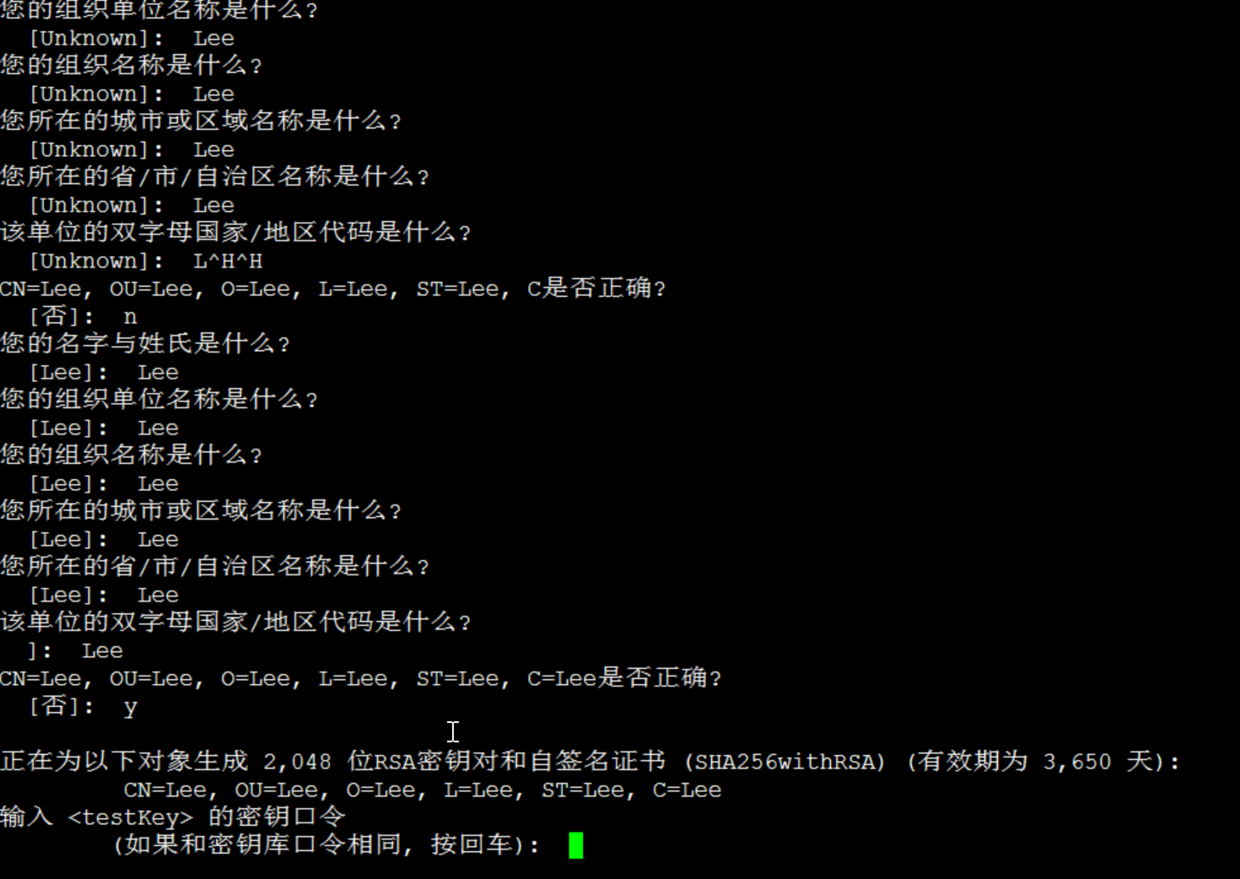 您的组织单位名称是什么?
[Unknown]: Lee
您的组织名称是什么?
[Unknown]: Lee
您所在的城市或区域名称是什么?
[Unknown]: Lee
您所在的省/市/自治区名称是什么?
[Unknown]: Lee
该单位的双字母国家/地区代码是什么?
[Unknown]: L^H^H
CN=Lee, OU=Lee, O=Lee, L=Lee, ST=Lee, C是否正确?
[否]: n
您的名字与姓氏是什么?
[Lee]: Lee
您的组织单位名称是什么?
[Lee]: Lee
您的组织名称是什么?
[Lee]: Lee
您所在的城市或区域名称是什么?
[Lee]: Lee
您所在的省/市/自治区名称是什么?
[Lee]: Lee
该单位的双字母国家/地区代码是什么?
]: Lee
CN=Lee, OU=Lee, O=Lee, L=Lee, ST=Lee, C=Lee是否正确?
[否]: y
正在为以下对象生成 2,048 位RSA密钥对和自签名证书 (SHA256withRSA) (有效期为 3,650 天):
CN=Lee, OU=Lee, O=Lee, L=Lee, ST=Lee, C=Lee
输入 <testKey> 的密钥口令
(如果和密钥库口令相同, 按回车):